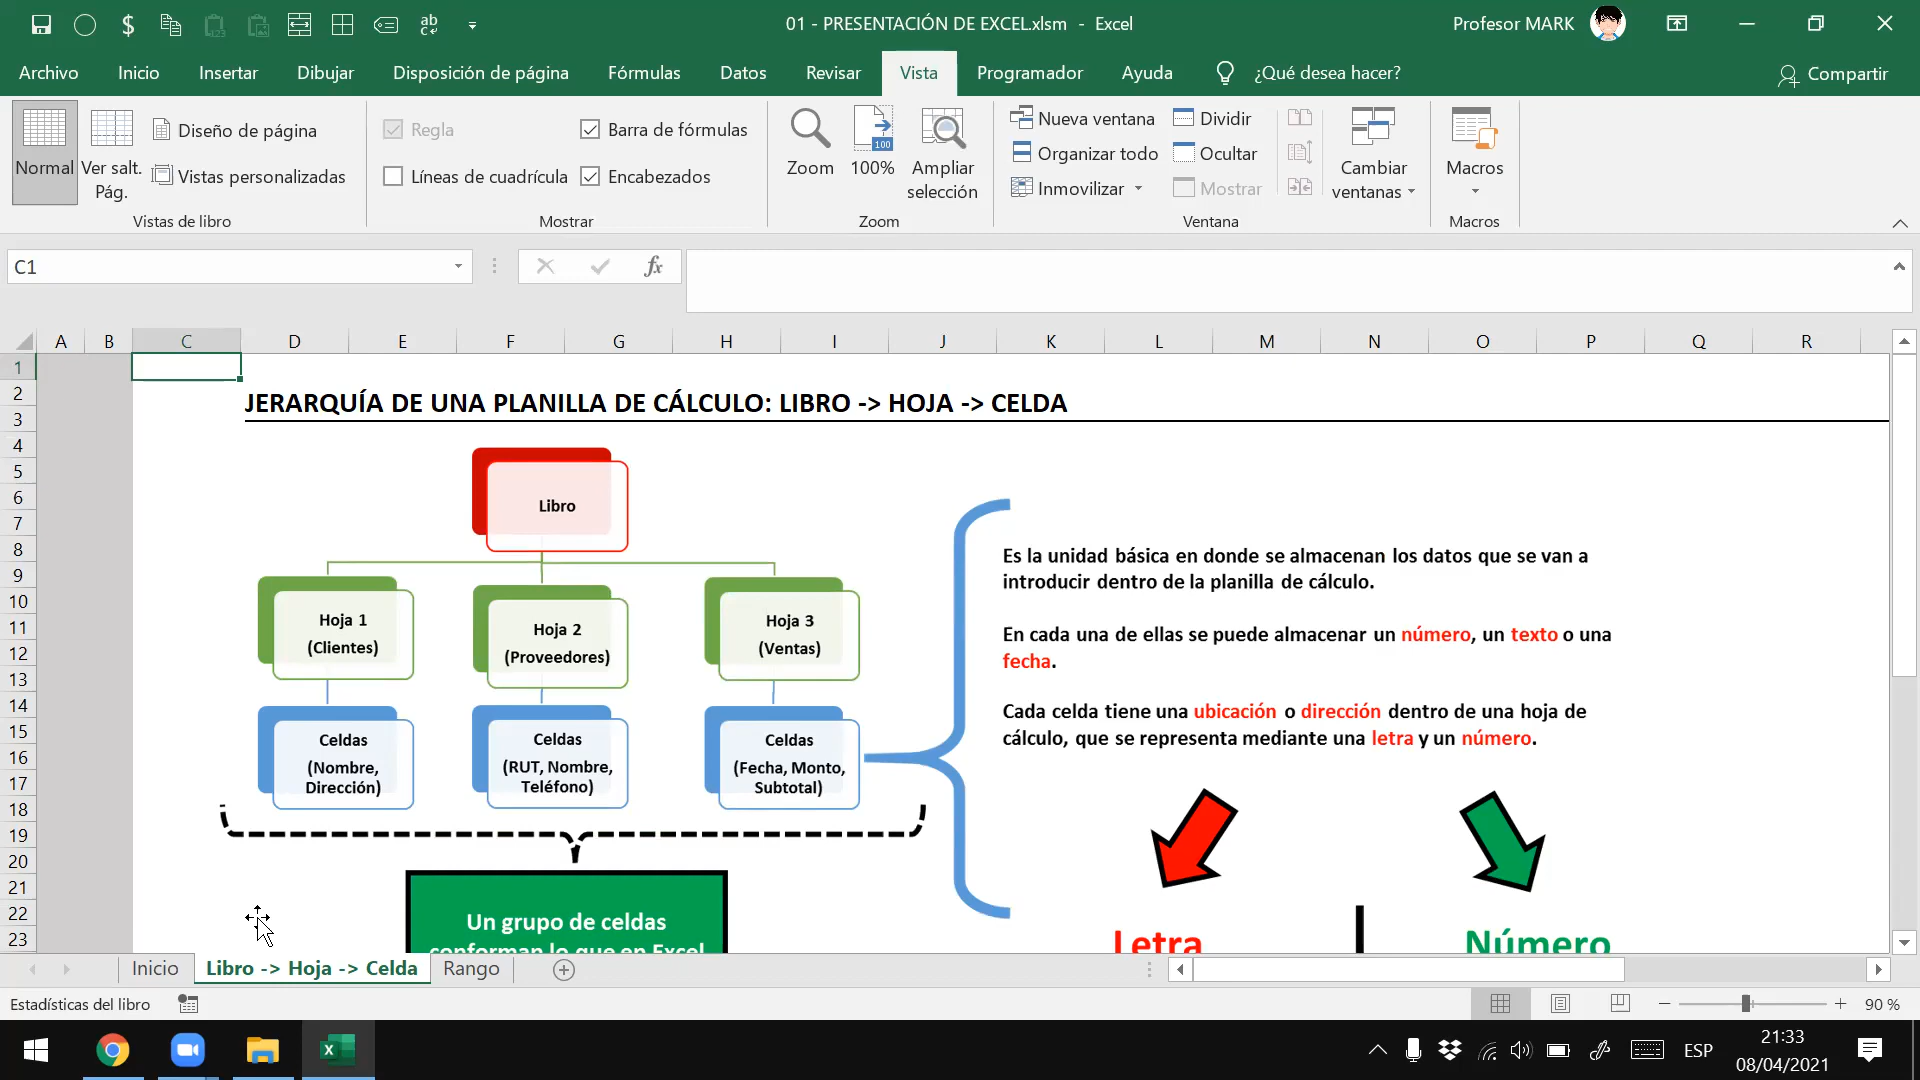 01 - PRESENTACIÓN DE EXCEL.xlsm - Excel
Profesor MARK
Archivo Inicio Insertar Dibujar Disposición de página Fórmulas Datos Revisar Vista Programador Ayuda ¿Qué desea hacer? Compartir
Normal
Ver salt. Pág.
Diseño de página
Vistas personalizadas
Vistas de libro
Regla
Barra de fórmulas
Líneas de cuadrícula
Encabezados
Mostrar
Zoom
100
100%
Ampliar selección
Zoom
Nueva ventana
Organizar todo
Inmovilizar
Dividir
Ocultar
Mostrar
Cambiar ventanas
Ventana
Macros
Macros
C1
fx
A B C D E F G H I J K L M N O P Q R
1
2
3
4
5
6
7
8
9
10
11
12
13
14
15
16
17
18
19
20
21
22
23
JERARQUÍA DE UNA PLANILLA DE CÁLCULO: LIBRO -> HOJA -> CELDA
Libro
Hoja 1
(Clientes)
Hoja 2
(Proveedores)
Hoja 3
(Ventas)
Celdas
(Nombre,
Dirección)
Celdas
(RUT, Nombre,
Teléfono)
Celdas
(Fecha, Monto,
Subtotal)
Es la unidad básica en donde se almacenan los datos que se van a
introducir dentro de la planilla de cálculo.
En cada una de ellas se puede almacenar un número, un texto o una
fecha.
Cada celda tiene una ubicación o dirección dentro de una hoja de
cálculo, que se representa mediante una letra y un número.
Un grupo de celdas
conforman lo que en Excel
Letra
Número
Inicio Libro -> Hoja -> Celda Rango
Estadísticas del libro
90 %
ESP
21:33
08/04/2021